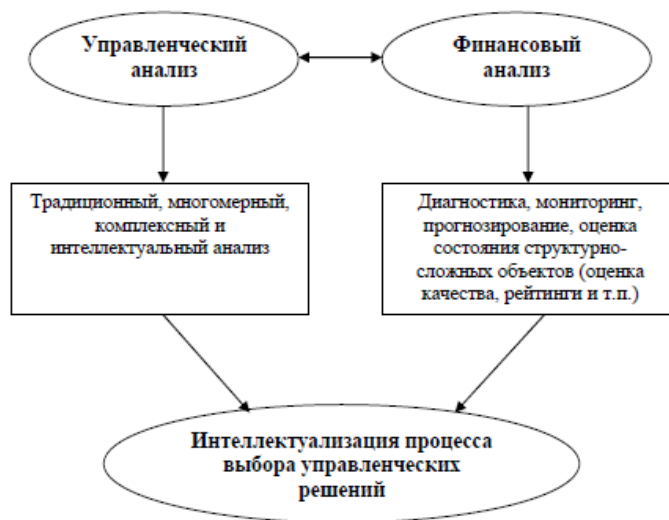 Управленческий
анализ
Финансовый
анализ
Традиционный, многомерный,
комплексный и
интеллектуальный анализ
Диагностика, мониторинг,
прогнозирование, оценка
состояния структурно-
сложных объектов (оценка
качества, рейтинги и т.п.)
Интеллектуализация процесса
выбора управленческих
решений